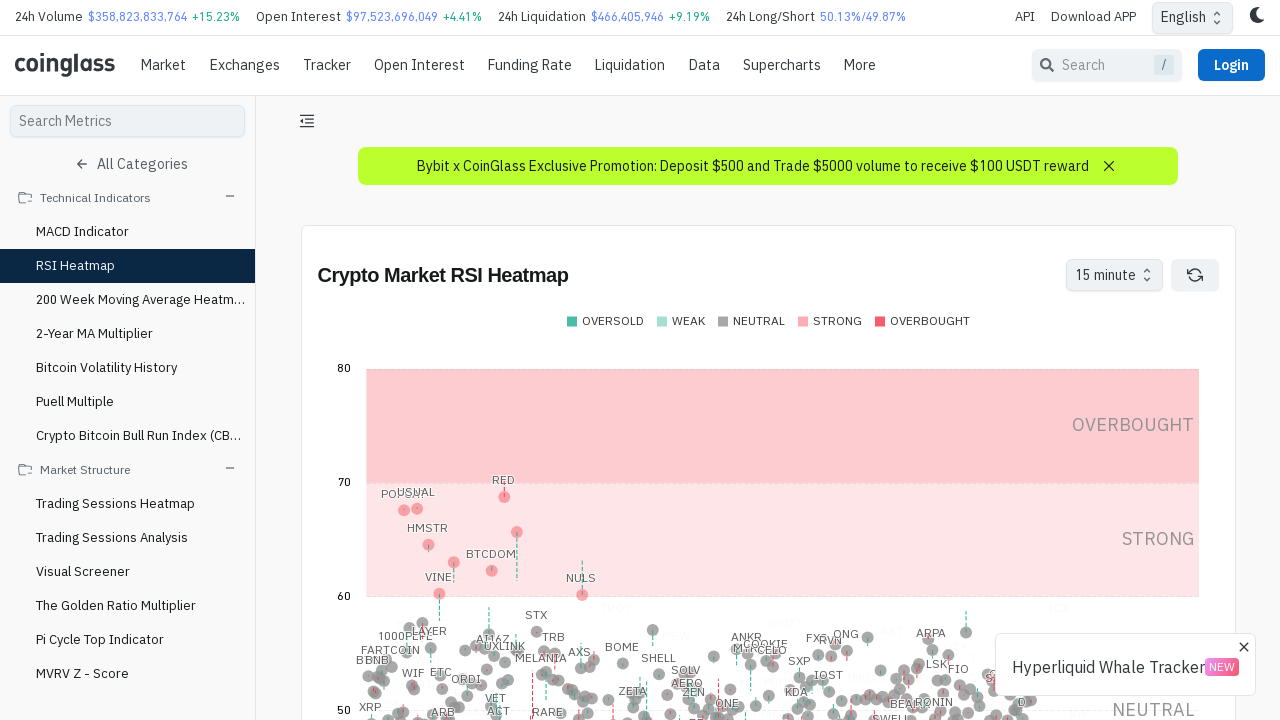 24h Volume $358,823,833,764 +15.23% Open Interest $97,523,696,049 +4.41% 24h Liquidation $466,405,946 +9.19% 24h Long/Short 50.13%/49.87% API Download APP English
coinglass Market Exchanges Tracker Open Interest Funding Rate Liquidation Data Supercharts More Search / Login
Search Metrics
All Categories
Technical Indicators
MACD Indicator
RSI Heatmap
200 Week Moving Average Heatm...
2-Year MA Multiplier
Bitcoin Volatility History
Puell Multiple
Crypto Bitcoin Bull Run Index (CB...
Market Structure
Trading Sessions Heatmap
Trading Sessions Analysis
Visual Screener
The Golden Ratio Multiplier
Pi Cycle Top Indicator
MVRV Z - Score
Bybit x CoinGlass Exclusive Promotion: Deposit $500 and Trade $5000 volume to receive $100 USDT reward
Crypto Market RSI Heatmap
15 minute
OVERSOLD WEAK NEUTRAL STRONG OVERBOUGHT
80
OVERBOUGHT
70
RED
USUAL
HMSTR
STRONG
BTCDOM
VINE NULS
60
STX
LAYER
TRB ANKR ONG ARPA
UXLINK BOME COOKIE
FARTCOIN AXS
MELANIA SHELL SXP LSK
WIF ETC SOLV IOST FIO
ORDI AERO
ZETA ZEN KDA
VET ONE RONIN
XRP ARB RARE
50 NEUTRAL
Hyperliquid Whale Tracker NEW